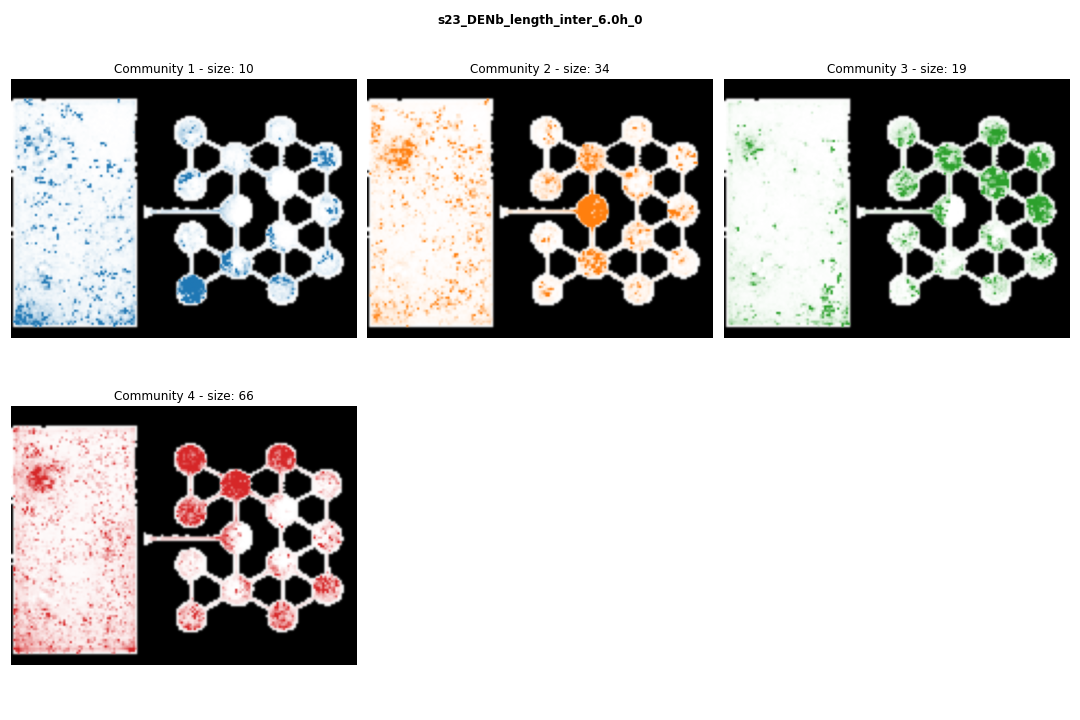 s23_DENb_length_inter_6.0h_0
Community 1 - size: 10
Community 2 - size: 34
Community 3 - size: 19
Community 4 - size: 66